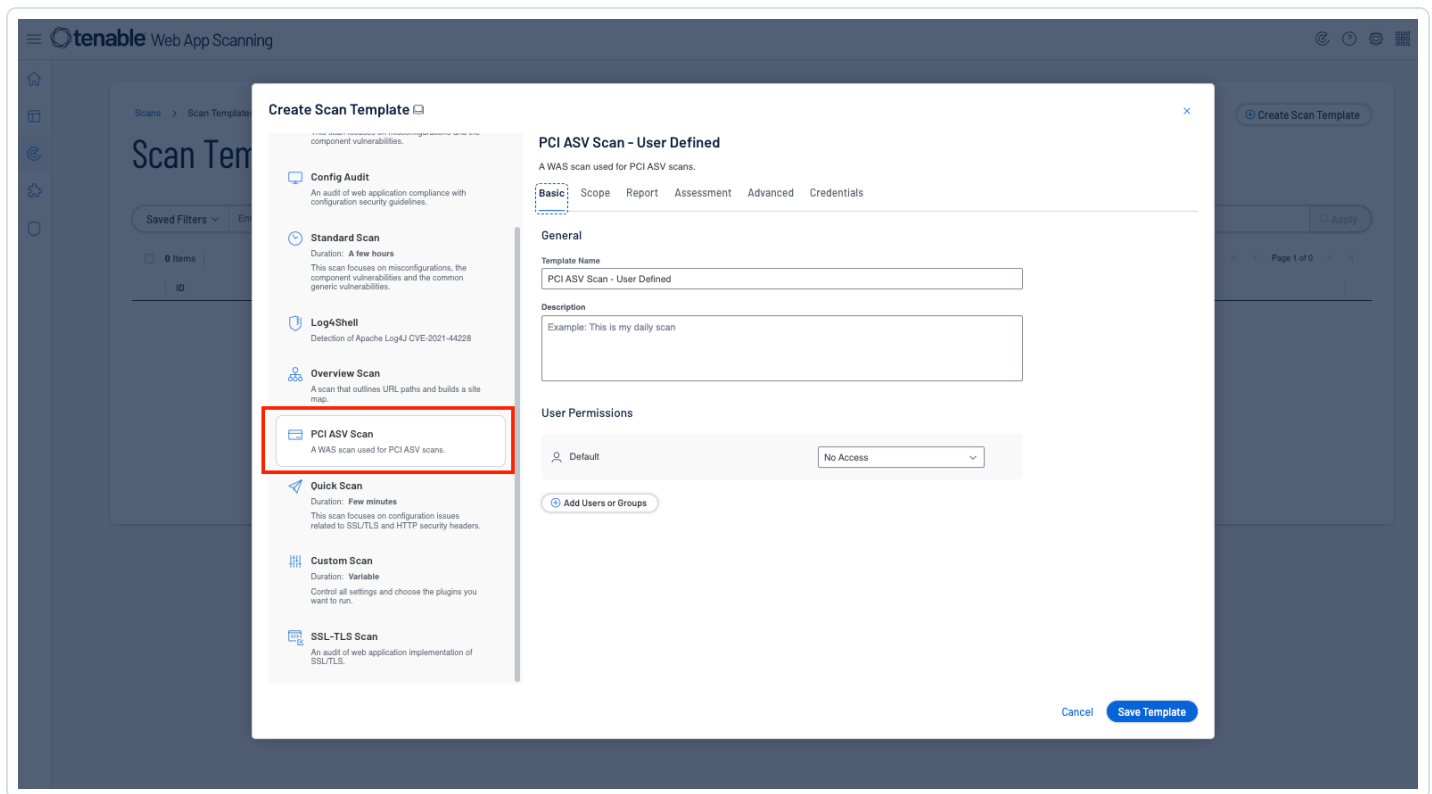 tenable Web App Scanning
Scans > Scan Template
Create Scan Template
Scan Tem
Saved Filters
En
Apply
0 Items
Page 1 of 0
ID
Create Scan Template
This scan focuses on misconfigurations and the
component vulnerabilities.
Config Audit
An audit of web application compliance with
configuration security guidelines.
Standard Scan
Duration: A few hours
This scan focuses on misconfigurations, the
component vulnerabilities and the common
generic vulnerabilities.
Log4Shell
Detection of Apache Log4J CVE-2021-44228
Overview Scan
A scan that outlines URL paths and builds a site
map.
PCI ASV Scan
A WAS scan used for PCI ASV scans.
Quick Scan
Duration: Few minutes
This scan focuses on configuration issues
related to SSL/TLS and HTTP security headers.
Custom Scan
Duration: Variable
Control all settings and choose the plugins you
want to run.
SSL-TLS Scan
An audit of web application implementation of
SSL/TLS.
PCI ASV Scan - User Defined
A WAS scan used for PCI ASV scans.
Basic Scope Report Assessment Advanced Credentials
General
Template Name
PCI ASV Scan - User Defined
Description
Example: This is my daily scan
User Permissions
Default
No Access
Add Users or Groups
Cancel
Save Template